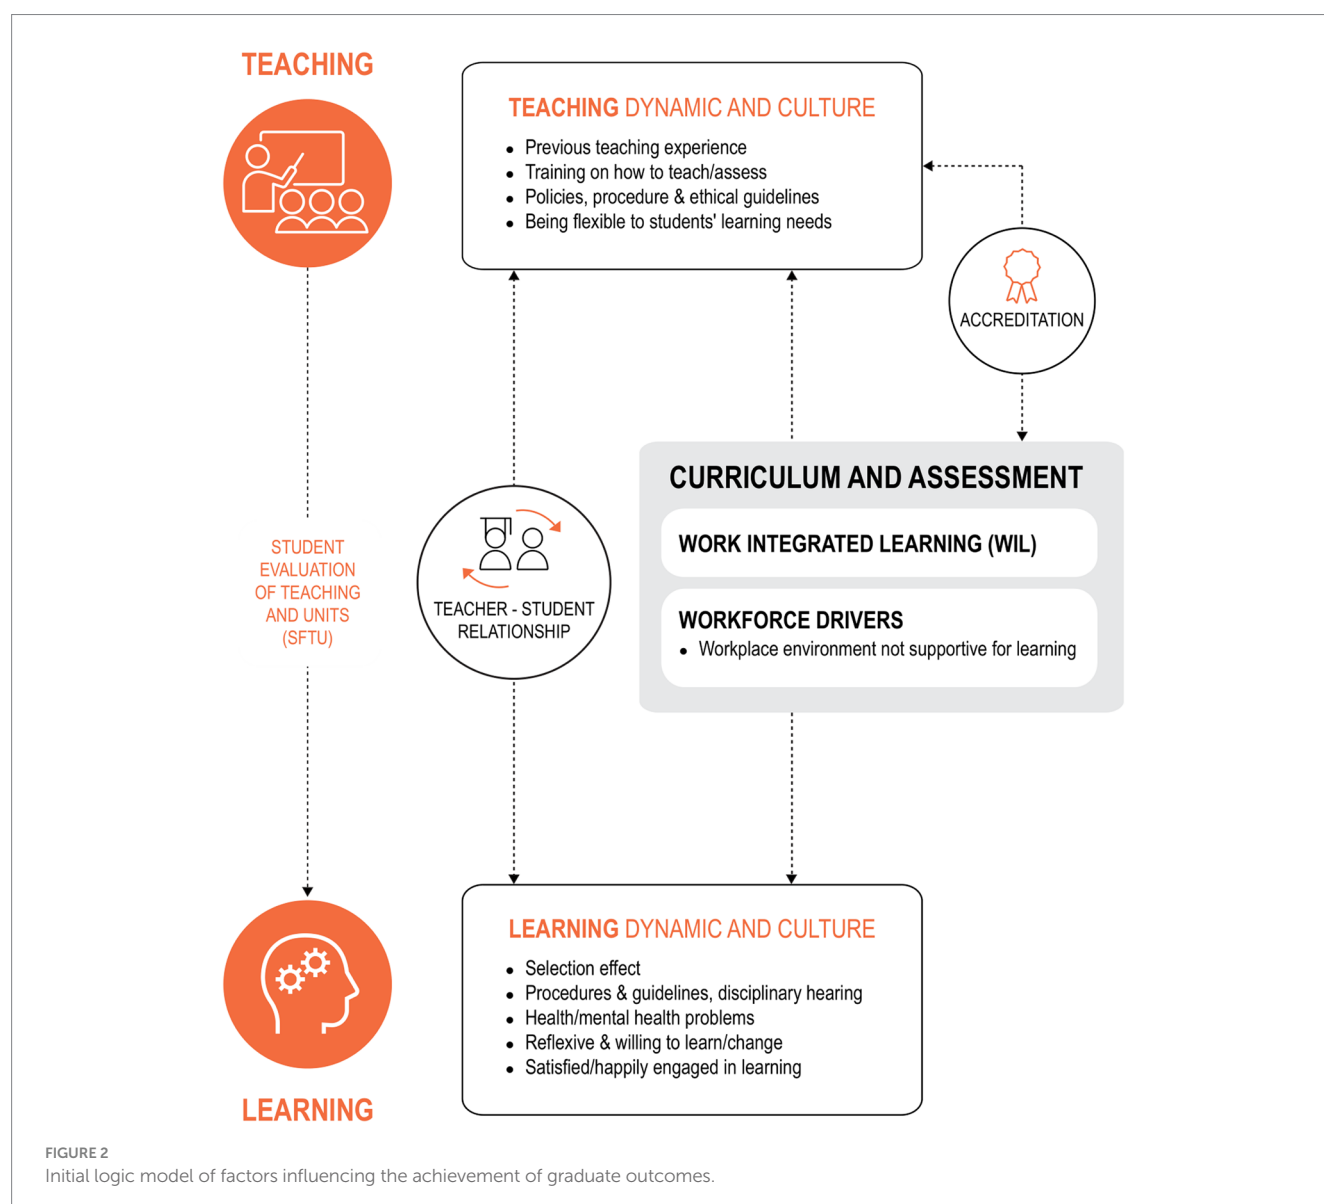 TEACHING
TEACHING DYNAMIC AND CULTURE
• Previous teaching experience
• Training on how to teach/assess
• Policies, procedure & ethical guidelines
• Being flexible to students' learning needs
ACCREDITATION
CURRICULUM AND ASSESSMENT
WORK INTEGRATED LEARNING (WIL)
WORKFORCE DRIVERS
• Workplace environment not supportive for learning
STUDENT
EVALUATION
OF TEACHING
AND UNITS
(SFTU)
TEACHER - STUDENT
RELATIONSHIP
LEARNING DYNAMIC AND CULTURE
• Selection effect
• Procedures & guidelines, disciplinary hearing
• Health/mental health problems
• Reflexive & willing to learn/change
• Satisfied/happily engaged in learning
LEARNING
FIGURE 2
Initial logic model of factors influencing the achievement of graduate outcomes.